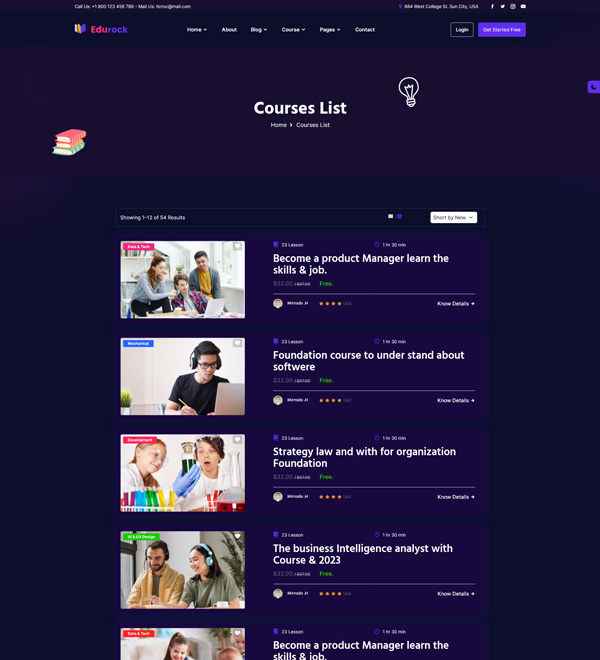 Call Us: +1 800 123 456 789 - Mail Us: Itcroc@mail.com
684 West College St. Sun City, USA
Edurock
Home
About
Blog
Course
Pages
Contact
Login
Get Started Free
Courses List
Home > Courses List
Showing 1–12 of 54 Results
Short by New
Data & Tech
23 Lesson
1 hr 30 min
Become a product Manager learn the
skills & job.
$32.00 / $67.00 Free.
Mirnsdo .H
(44)
Know Details →
Mechanical
23 Lesson
1 hr 30 min
Foundation course to under stand about
softwere
$32.00 / $67.00 Free.
Mirnsdo .H
(44)
Know Details →
Development
23 Lesson
1 hr 30 min
Strategy law and with for organization
Foundation
$32.00 / $67.00 Free.
Mirnsdo .H
(44)
Know Details →
Ui & UX Design
23 Lesson
1 hr 30 min
The business Intelligence analyst with
Course & 2023
$32.00 / $67.00 Free.
Mirnsdo .H
(44)
Know Details →
Data & Tech
23 Lesson
1 hr 30 min
Become a product Manager learn the
skills & job.